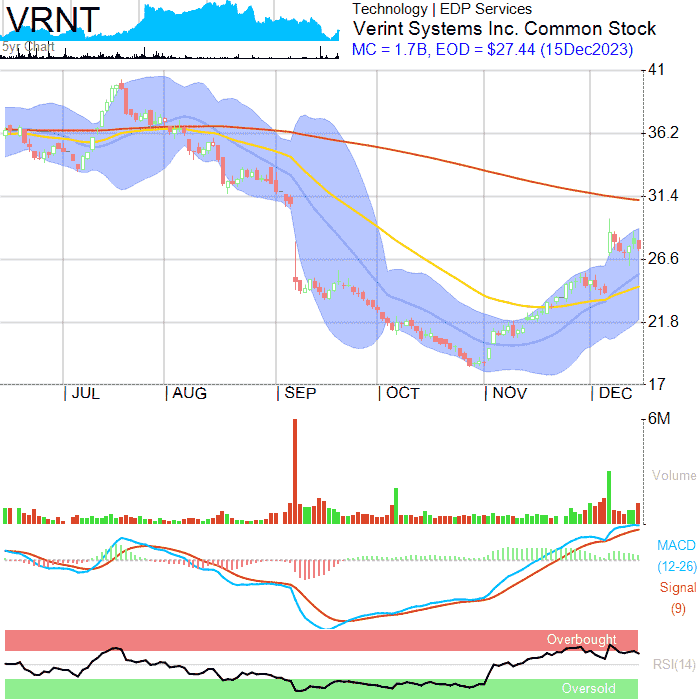 VRNT
5yr Chart
Technology | EDP Services
Verint Systems Inc. Common Stock
MC = 1.7B, EOD = $27.44 (15Dec2023)
41
36.2
31.4
26.6
21.8
17
JUL AUG SEP OCT NOV DEC
6M
Volume
MACD
(12-26)
Signal
(9)
Overbought
RSI(14)
Oversold